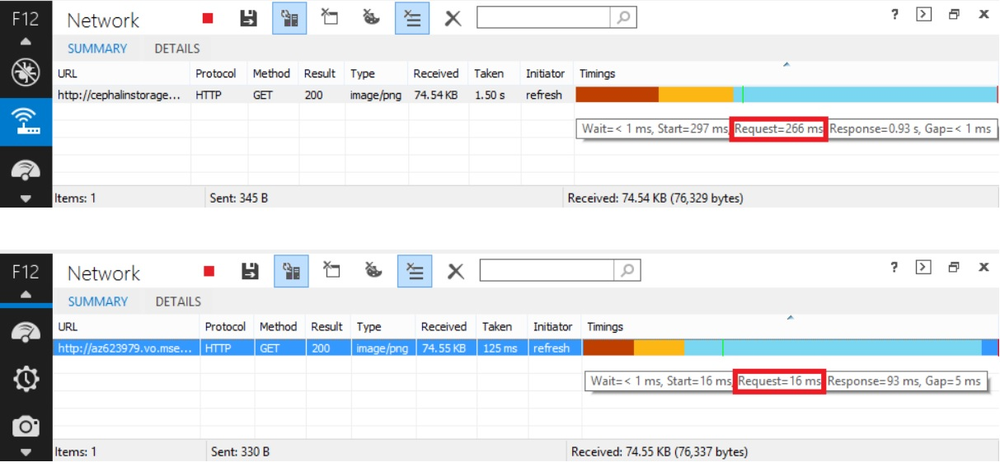 F12 Network ?
SUMMARY DETAILS
URL Protocol Method Result Type Received Taken Initiator Timings
http://cephalinstorage... HTTP GET 200 image/png 74.54 KB 1.50 s refresh
Wait=< 1 ms, Start=297 ms, Request=266 ms, Response=0.93 s, Gap=< 1 ms
Items: 1 Sent: 345 B Received: 74.54 KB (76,329 bytes)
F12 Network ?
SUMMARY DETAILS
URL Protocol Method Result Type Received Taken Initiator Timings
http://az623979.vo.mse... HTTP GET 200 image/png 74.55 KB 125 ms refresh
Wait=< 1 ms, Start=16 ms, Request=16 ms, Response=93 ms, Gap=5 ms
Items: 1 Sent: 330 B Received: 74.55 KB (76,337 bytes)